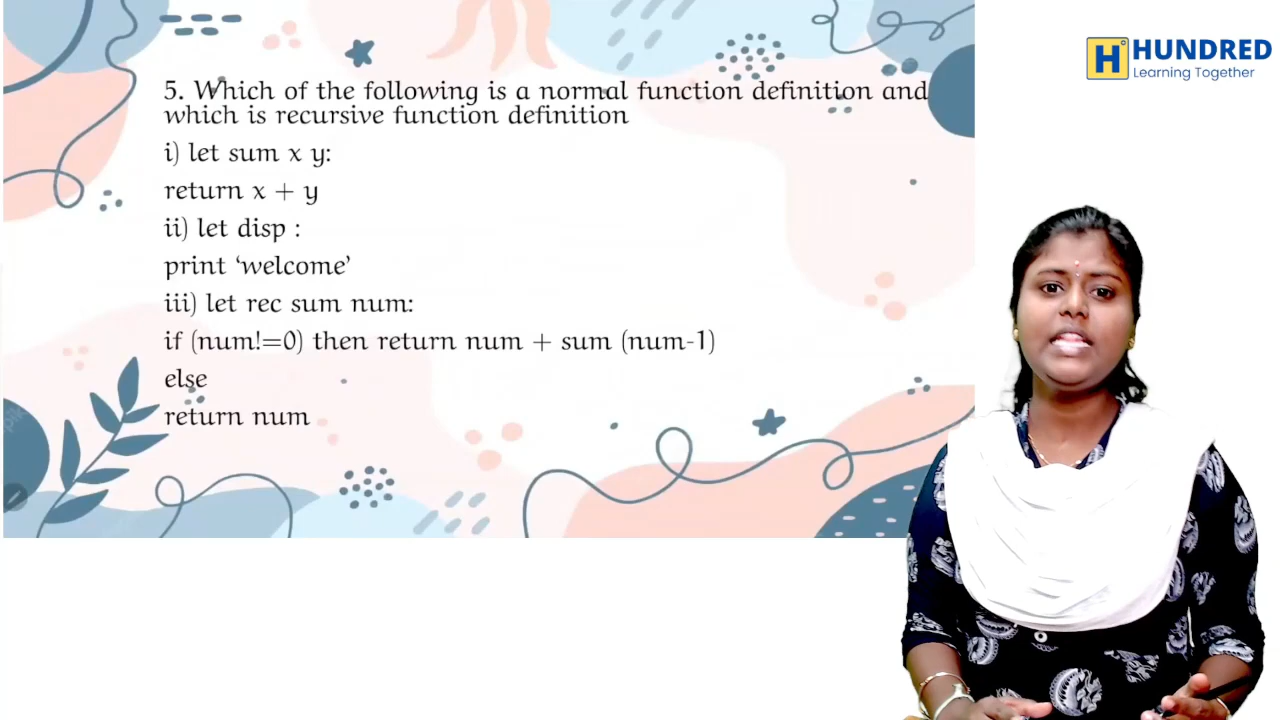 HUNDRED
Learning Together
5. Which of the following is a normal function definition and
which is recursive function definition
i) let sum x y:
return x + y
ii) let disp :
print ‘welcome’
iii) let rec sum num:
if (num!=0) then return num + sum (num-1)
else
return num